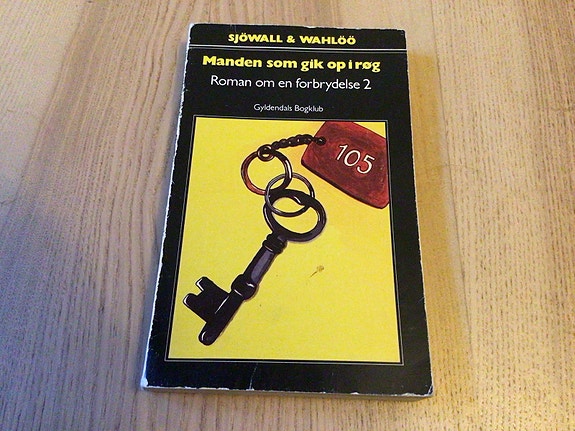 SJÖWALL & WAHLÖÖ
Manden som gik op i røg
Roman om en forbrydelse 2
Gyldendals Bogklub
105